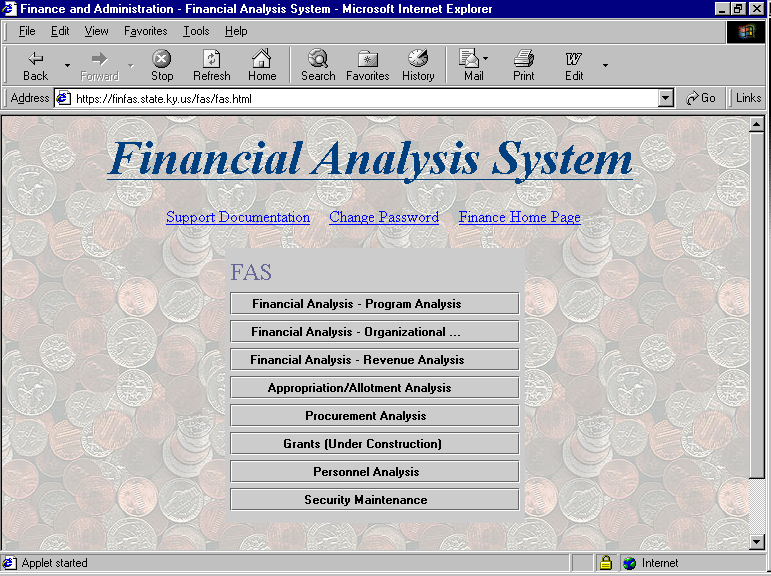 Finance and Administration - Financial Analysis System - Microsoft Internet Explorer
File Edit View Favorites Tools Help
Back Forward Stop Refresh Home Search Favorites History Mail Print Edit
Address https://finfas.state.ky.us/fas/fas.html Go Links
Financial Analysis System
Support Documentation Change Password Finance Home Page
FAS
Financial Analysis - Program Analysis
Financial Analysis - Organizational ...
Financial Analysis - Revenue Analysis
Appropriation/Allotment Analysis
Procurement Analysis
Grants (Under Construction)
Personnel Analysis
Security Maintenance
Applet started Internet